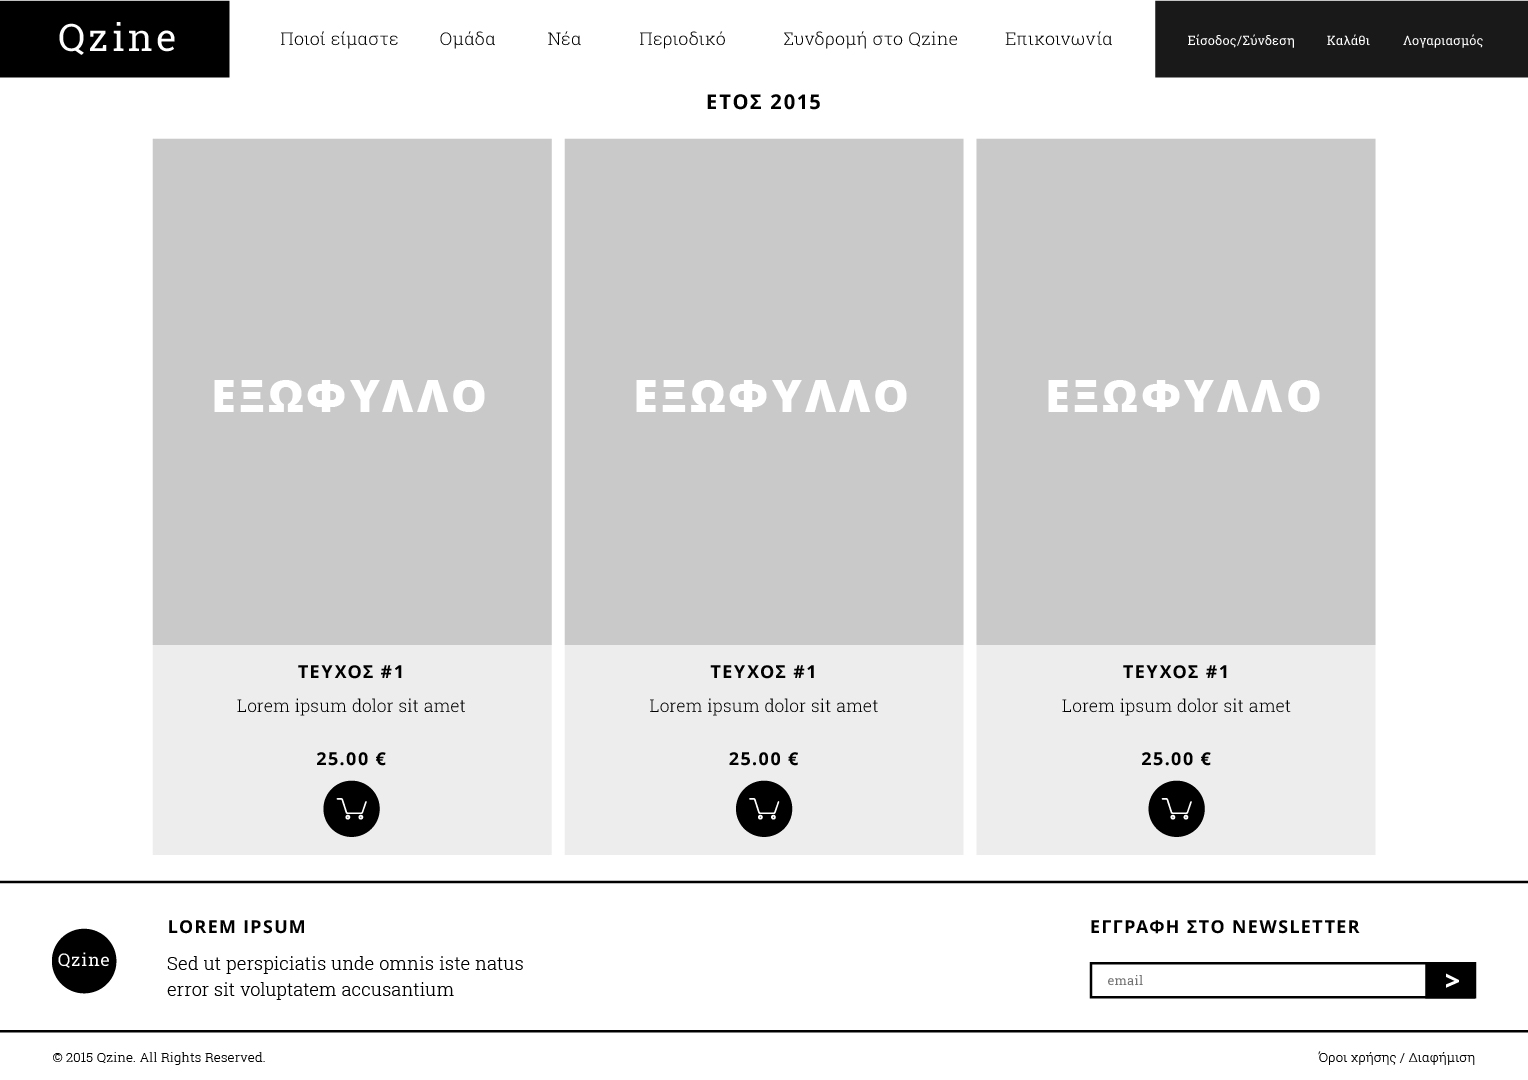 Qzine
Ποιοί είμαστε Ομάδα Νέα Περιοδικό Συνδρομή στο Qzine Επικοινωνία
Είσοδος/Σύνδεση Καλάθι Λογαριασμός
ΕΤΟΣ 2015
ΕΞΩΦΥΛΛΟ ΕΞΩΦΥΛΛΟ ΕΞΩΦΥΛΛΟ
ΤΕΥΧΟΣ #1 ΤΕΥΧΟΣ #1 ΤΕΥΧΟΣ #1
Lorem ipsum dolor sit amet Lorem ipsum dolor sit amet Lorem ipsum dolor sit amet
25.00 € 25.00 € 25.00 €
Qzine
LOREM IPSUM
Sed ut perspiciatis unde omnis iste natus
error sit voluptatem accusantium
ΕΓΓΡΑΦΗ ΣΤΟ NEWSLETTER
email >
© 2015 Qzine. All Rights Reserved.
Όροι χρήσης / Διαφήμιση